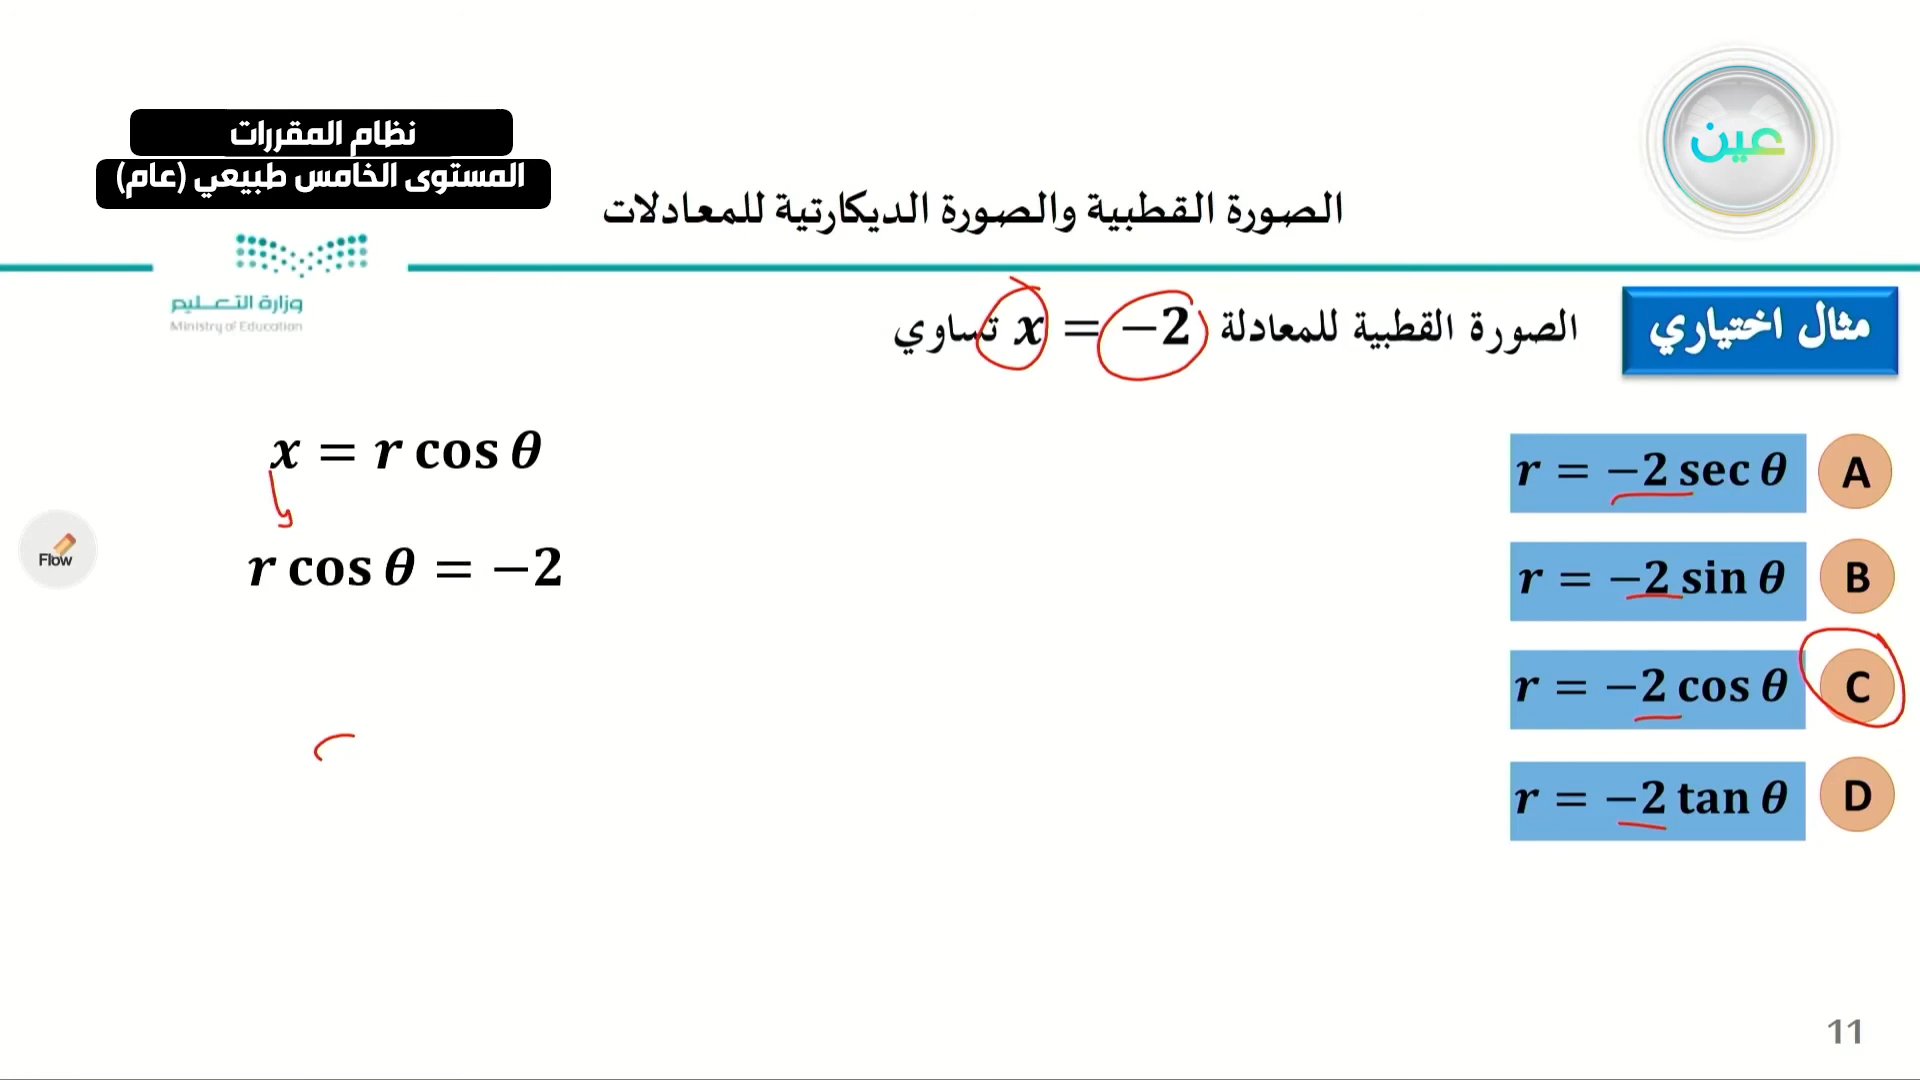 عين
نظام المقررات
المستوى الخامس طبيعي (عام)
الصورة القطبية والصورة الديكارتية للمعادلات
وزارة التعليم
Ministry of Education
مثال اختياري
الصورة القطبية للمعادلة x = −2 تساوي
x = r cos θ
r cos θ = −2
Flow
r = −2 sec θ A
r = −2 sin θ B
r = −2 cos θ C
r = −2 tan θ D
11